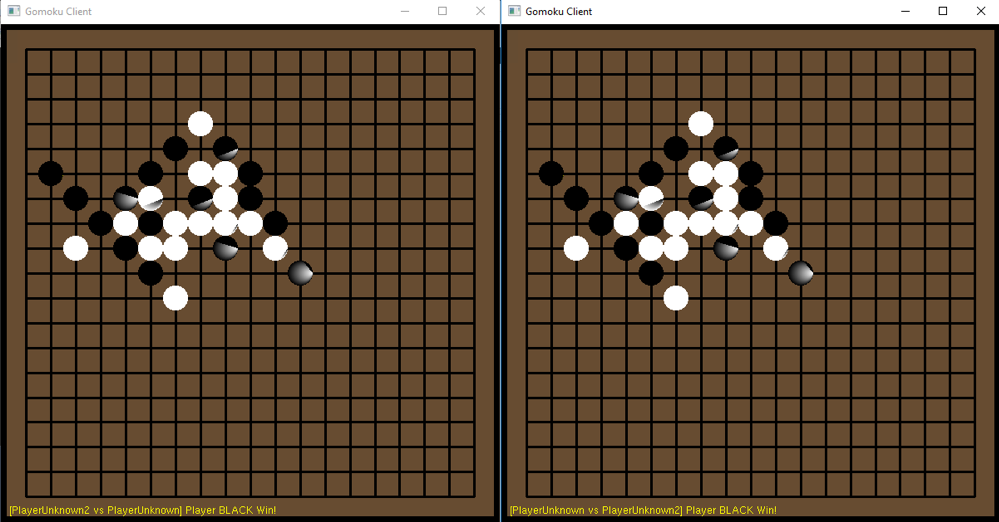 Gomoku Client
Gomoku Client
[PlayerUnknown2 vs PlayerUnknown] Player BLACK Win!
[PlayerUnknown vs PlayerUnknown2] Player BLACK Win!